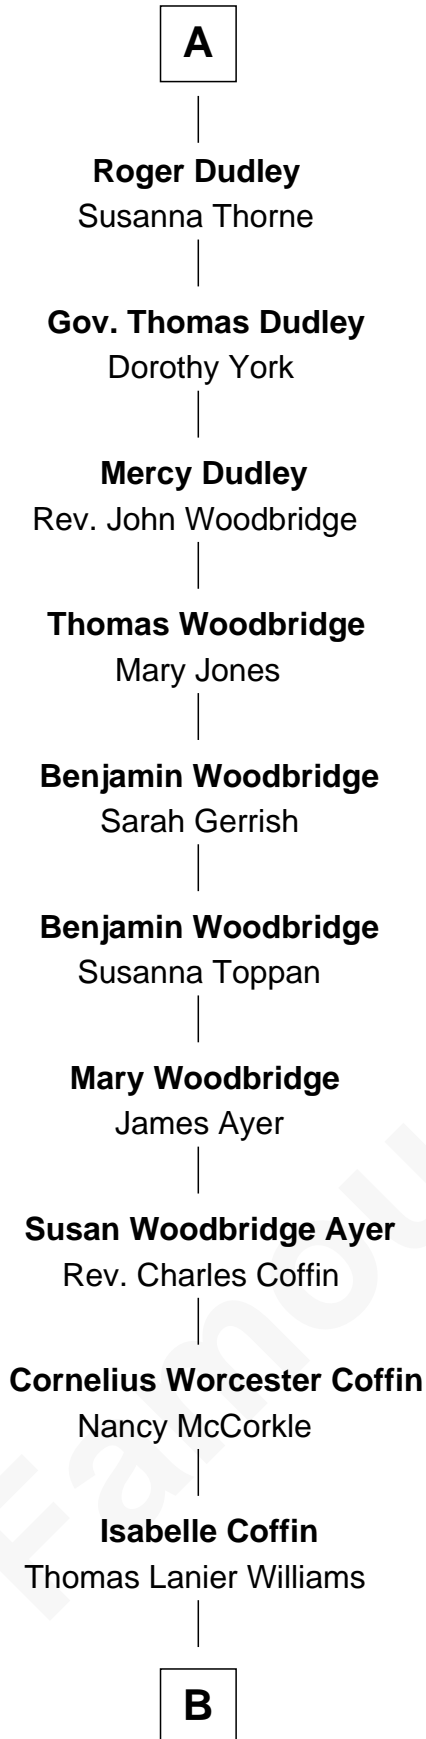 A
Roger Dudley
Susanna Thorne
Gov. Thomas Dudley
Dorothy York
Mercy Dudley
Rev. John Woodbridge
Thomas Woodbridge
Mary Jones
Benjamin Woodbridge
Sarah Gerrish
Benjamin Woodbridge
Susanna Toppan
Mary Woodbridge
James Ayer
Susan Woodbridge Ayer
Rev. Charles Coffin
Cornelius Worcester Coffin
Nancy McCorkle
Isabelle Coffin
Thomas Lanier Williams
B
Famou